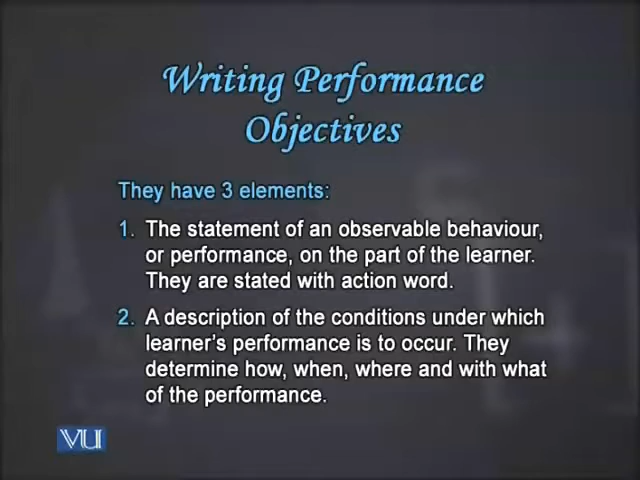 Writing Performance
Objectives
They have 3 elements:
1. The statement of an observable behaviour,
or performance, on the part of the learner.
They are stated with action word.
2. A description of the conditions under which
learner's performance is to occur. They
determine how, when, where and with what
of the performance.
VU